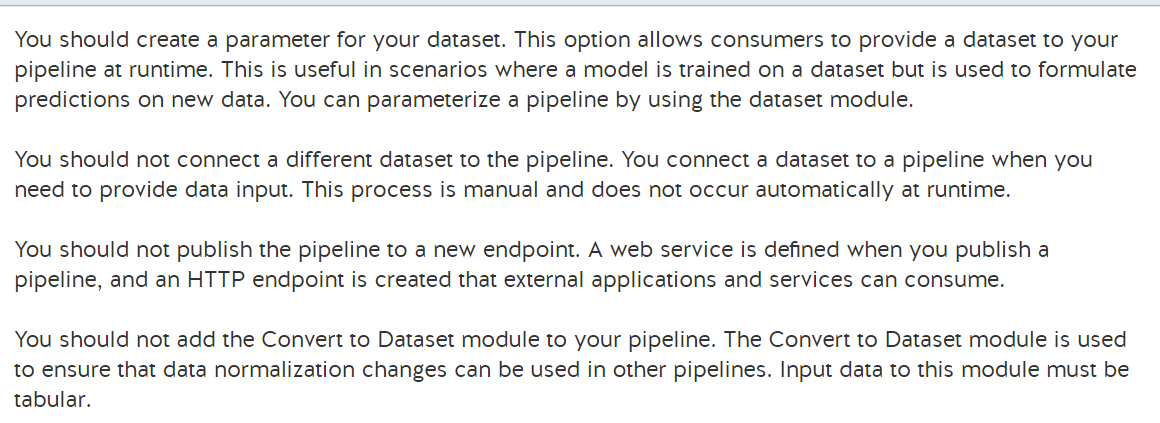 You should create a parameter for your dataset. This option allows consumers to provide a dataset to your
pipeline at runtime. This is useful in scenarios where a model is trained on a dataset but is used to formulate
predictions on new data. You can parameterize a pipeline by using the dataset module.
You should not connect a different dataset to the pipeline. You connect a dataset to a pipeline when you
need to provide data input. This process is manual and does not occur automatically at runtime.
You should not publish the pipeline to a new endpoint. A web service is defined when you publish a
pipeline, and an HTTP endpoint is created that external applications and services can consume.
You should not add the Convert to Dataset module to your pipeline. The Convert to Dataset module is used
to ensure that data normalization changes can be used in other pipelines. Input data to this module must be
tabular.